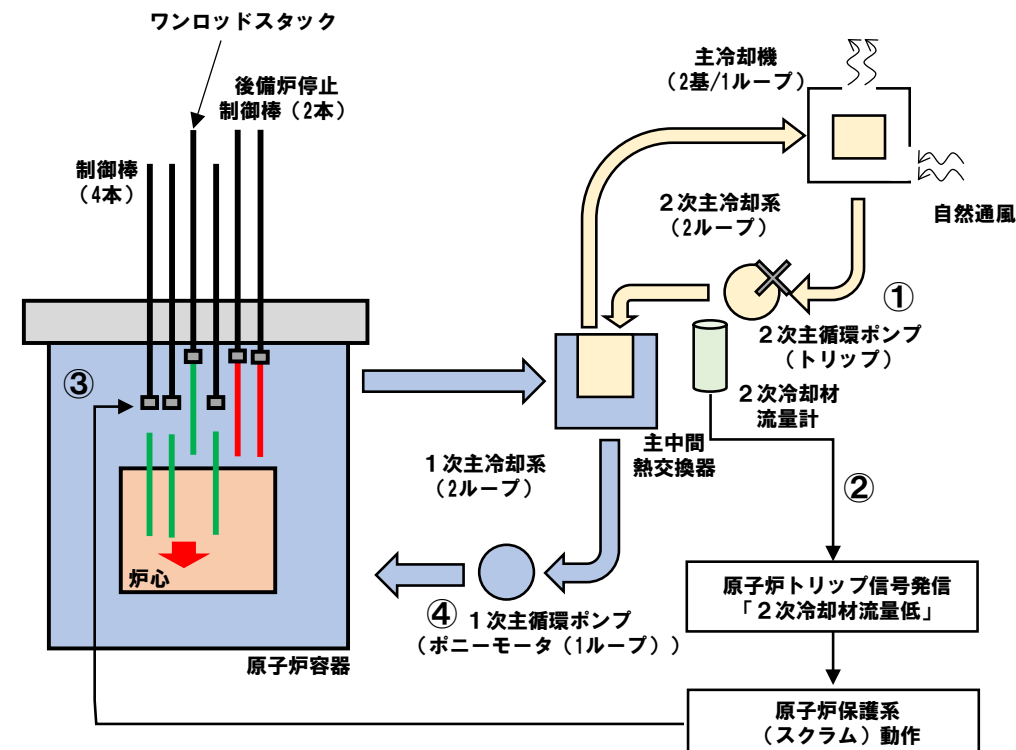 ワンロッドスタック
後備炉停止
制御棒(2本)
制御棒
(4本)
主冷却機
(2基/1ループ)
自然通風
2次主冷却系
(2ループ)
①
2次主循環ポンプ
(トリップ)
2次冷却材
流量計
②
③
主中間
熱交換器
1次主冷却系
(2ループ)
炉心
④
1次主循環ポンプ
(ポニーモータ(1ループ))
原子炉容器
原子炉トリップ信号発信
「2次冷却材流量低」
原子炉保護系
(スクラム)動作